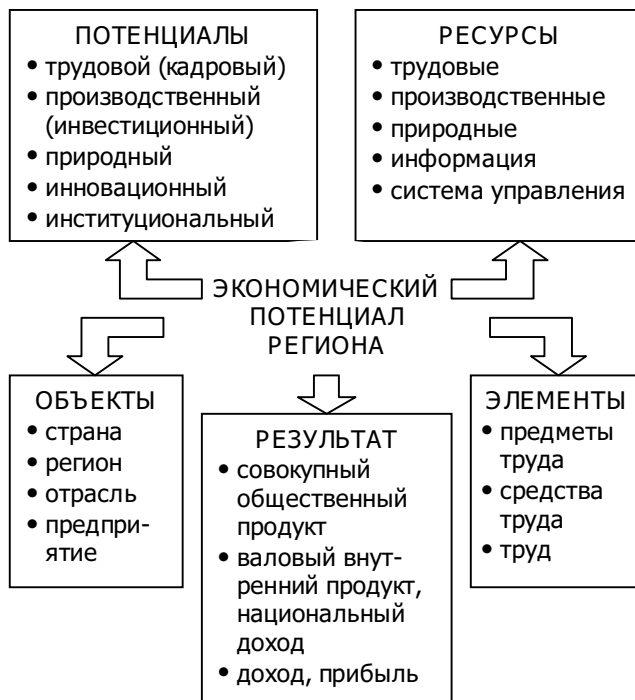 ПОТЕНЦИАЛЫ
• трудовой (кадровый)
• производственный
(инвестиционный)
• природный
• инновационный
• институциональный
РЕСУРСЫ
• трудовые
• производственные
• природные
• информация
• система управления
ЭКОНОМИЧЕСКИЙ
ПОТЕНЦИАЛ
РЕГИОНА
ОБЪЕКТЫ
• страна
• регион
• отрасль
• предпри-
ятие
РЕЗУЛЬТАТ
• совокупный
общественный
продукт
• валовый внут-
ренний продукт,
национальный
доход
• доход, прибыль
ЭЛЕМЕНТЫ
• предметы
труда
• средства
труда
• труд